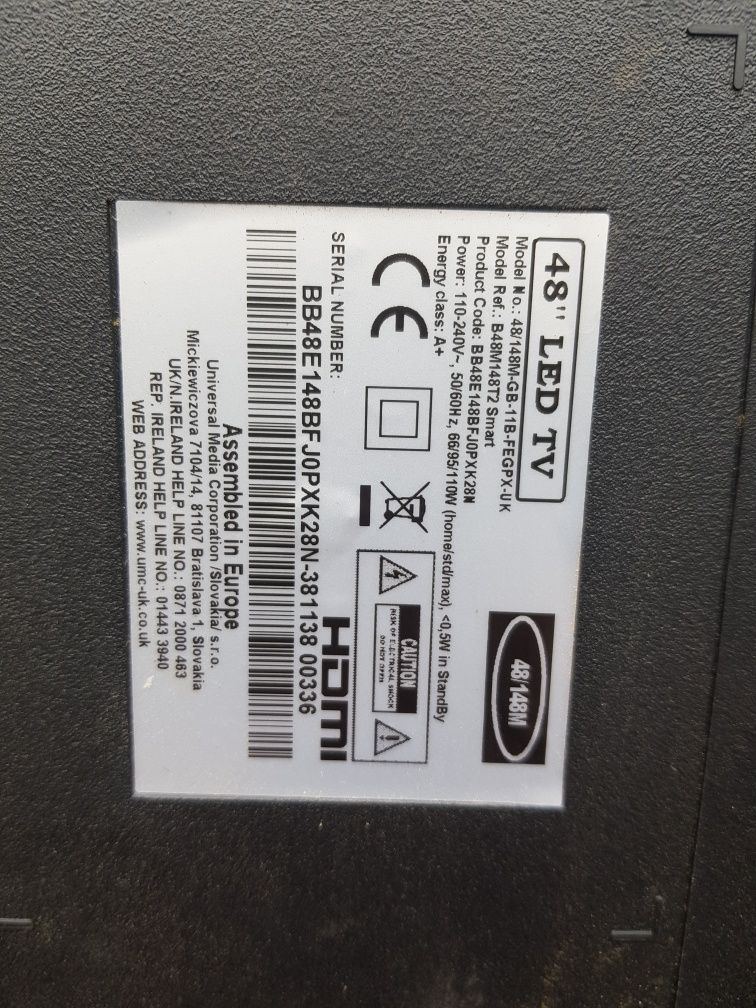 48" LED TV
48/148M
Model No.: 48/148M-GB-11B-FEGPX-UK
Model Ref.: B48M148T2 Smart
Product Code: BB48E148BFJ0PXK28N
Power: 110-240V~, 50/60Hz, 66/95/110W (home/std/max), <0,5W in StandBy
Energy class: A+
CE
CAUTION
RISK OF ELECTRICAL SHOCK
DO NOT OPEN
HDMI
SERIAL NUMBER:
BB48E148BFJ0PXK28N-381138 00336
Assembled in Europe
Universal Media Corporation /Slovakia/ s.r.o.
Mickiewiczova 7104/14, 81107 Bratislava 1, Slovakia
UK/N.IRELAND HELP LINE NO.: 0871 2000 463
REP. IRELAND HELP LINE NO.: 01443 3940
WEB ADDRESS: www.umc-uk.co.uk